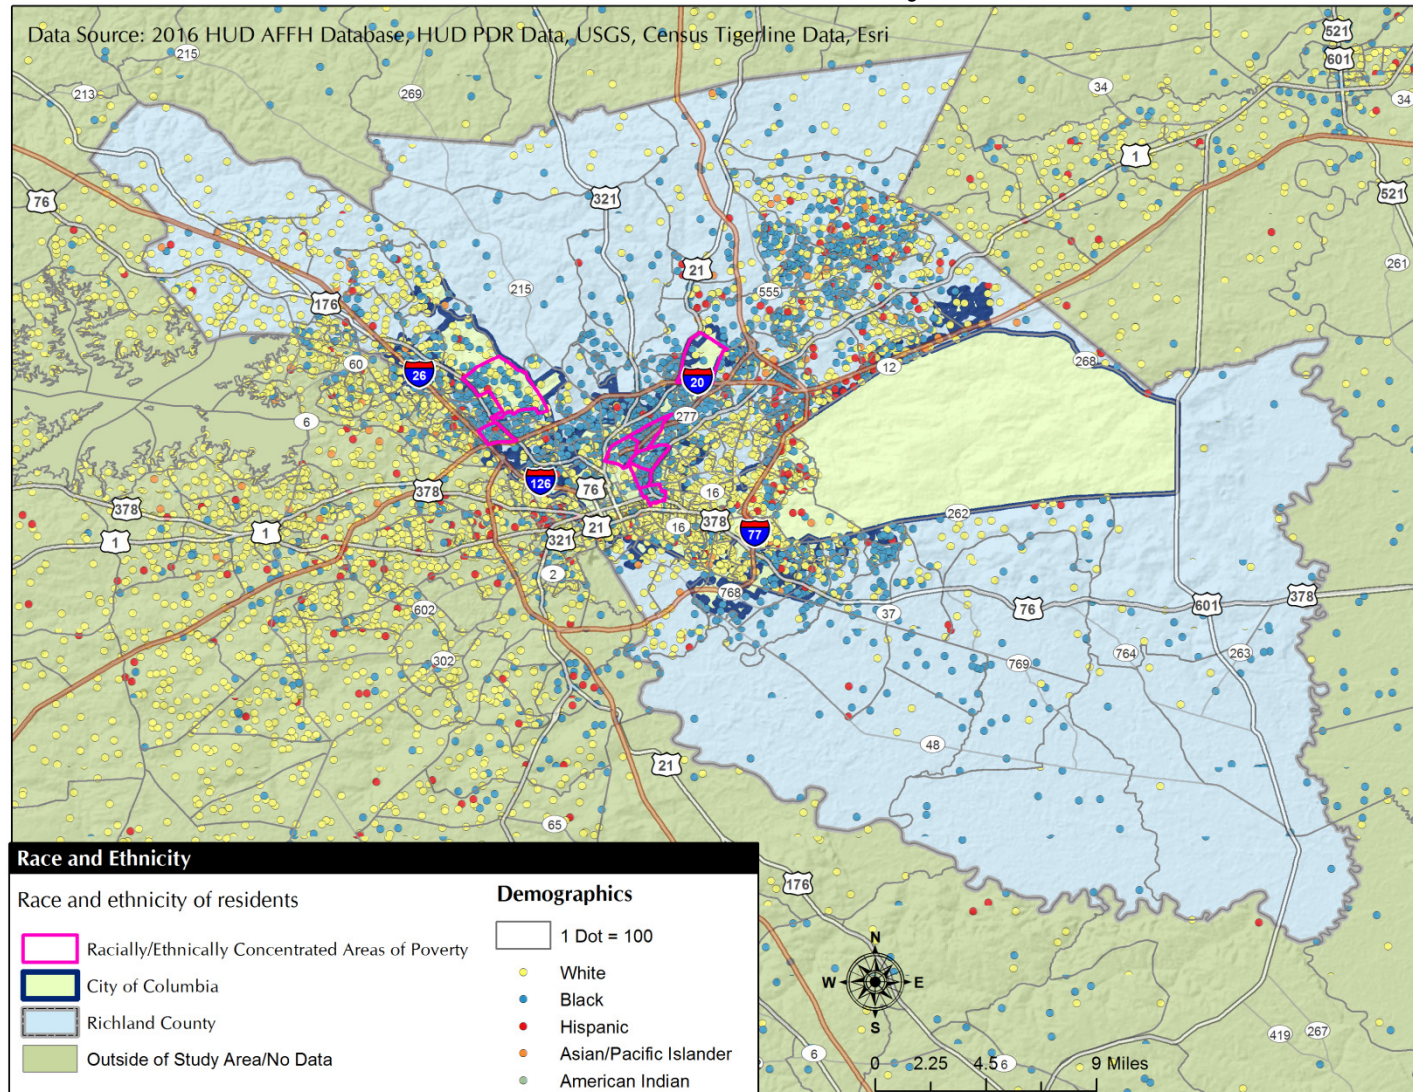 Data Source: 2016 HUD AFFH Database, HUD PDR Data, USGS, Census Tigerline Data, Esri
215
213
269
521
601
34
34
1
76
321
521
21
261
215
555
176
60
26
20
12
268
6
277
126
76
378
378
16
262
1
1
321
21
16
378
77
2
768
602
37
76
601
378
302
769
764
263
48
21
65
176
419
267
6
Race and Ethnicity
Race and ethnicity of residents
Racially/Ethnically Concentrated Areas of Poverty
City of Columbia
Richland County
Outside of Study Area/No Data
Demographics
1 Dot = 100
White
Black
Hispanic
Asian/Pacific Islander
American Indian
N
W
E
S
0 2.25 4.5 6 9 Miles